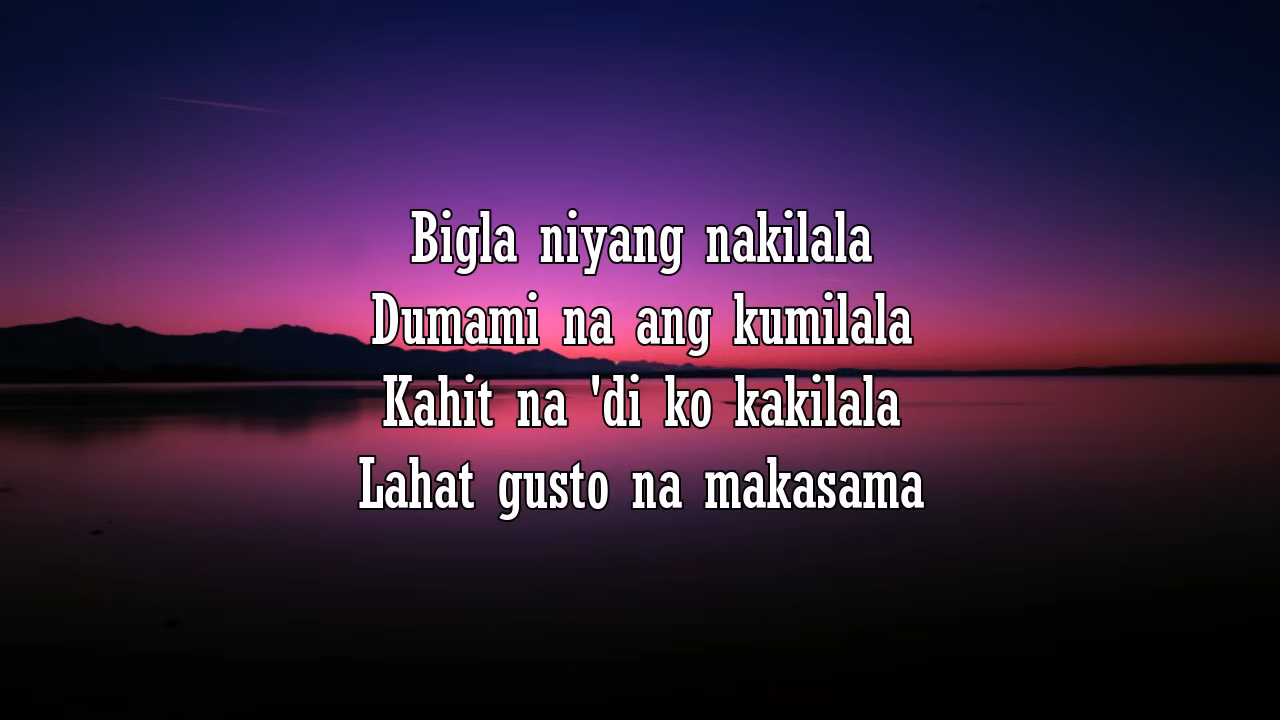 Bigla niyang nakilala
Dumami na ang kumilala
Kahit na 'di ko kakilala
Lahat gusto na makasama